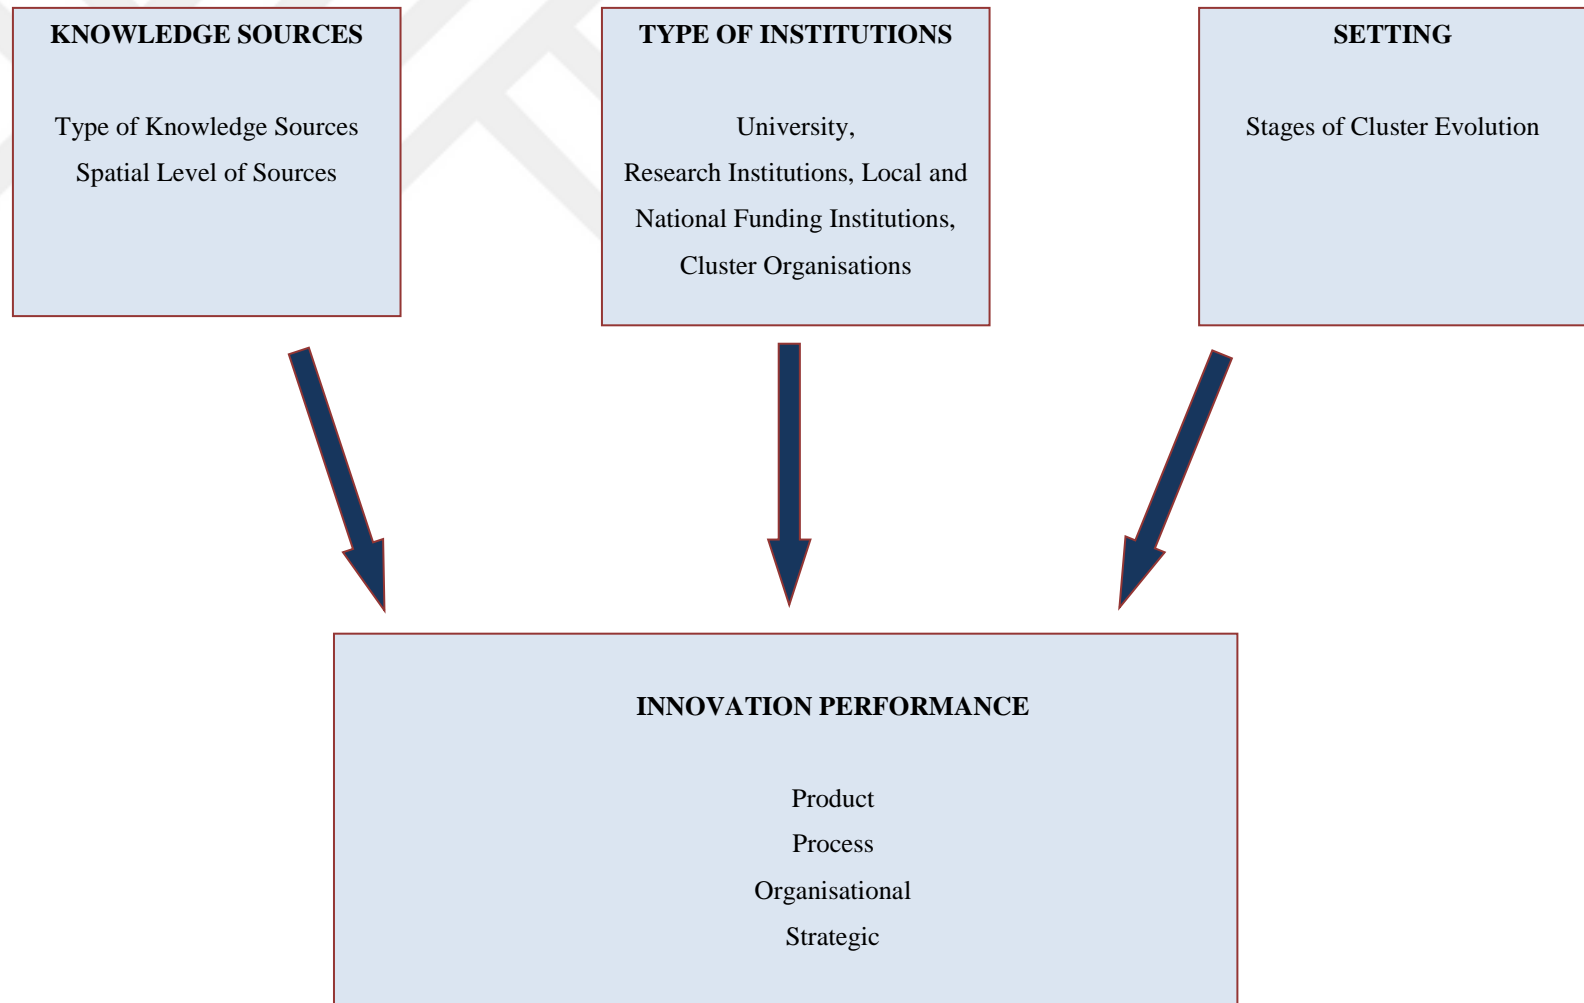 KNOWLEDGE SOURCES
Type of Knowledge Sources
Spatial Level of Sources
TYPE OF INSTITUTIONS
University,
Research Institutions, Local and
National Funding Institutions,
Cluster Organisations
SETTING
Stages of Cluster Evolution
INNOVATION PERFORMANCE
Product
Process
Organisational
Strategic